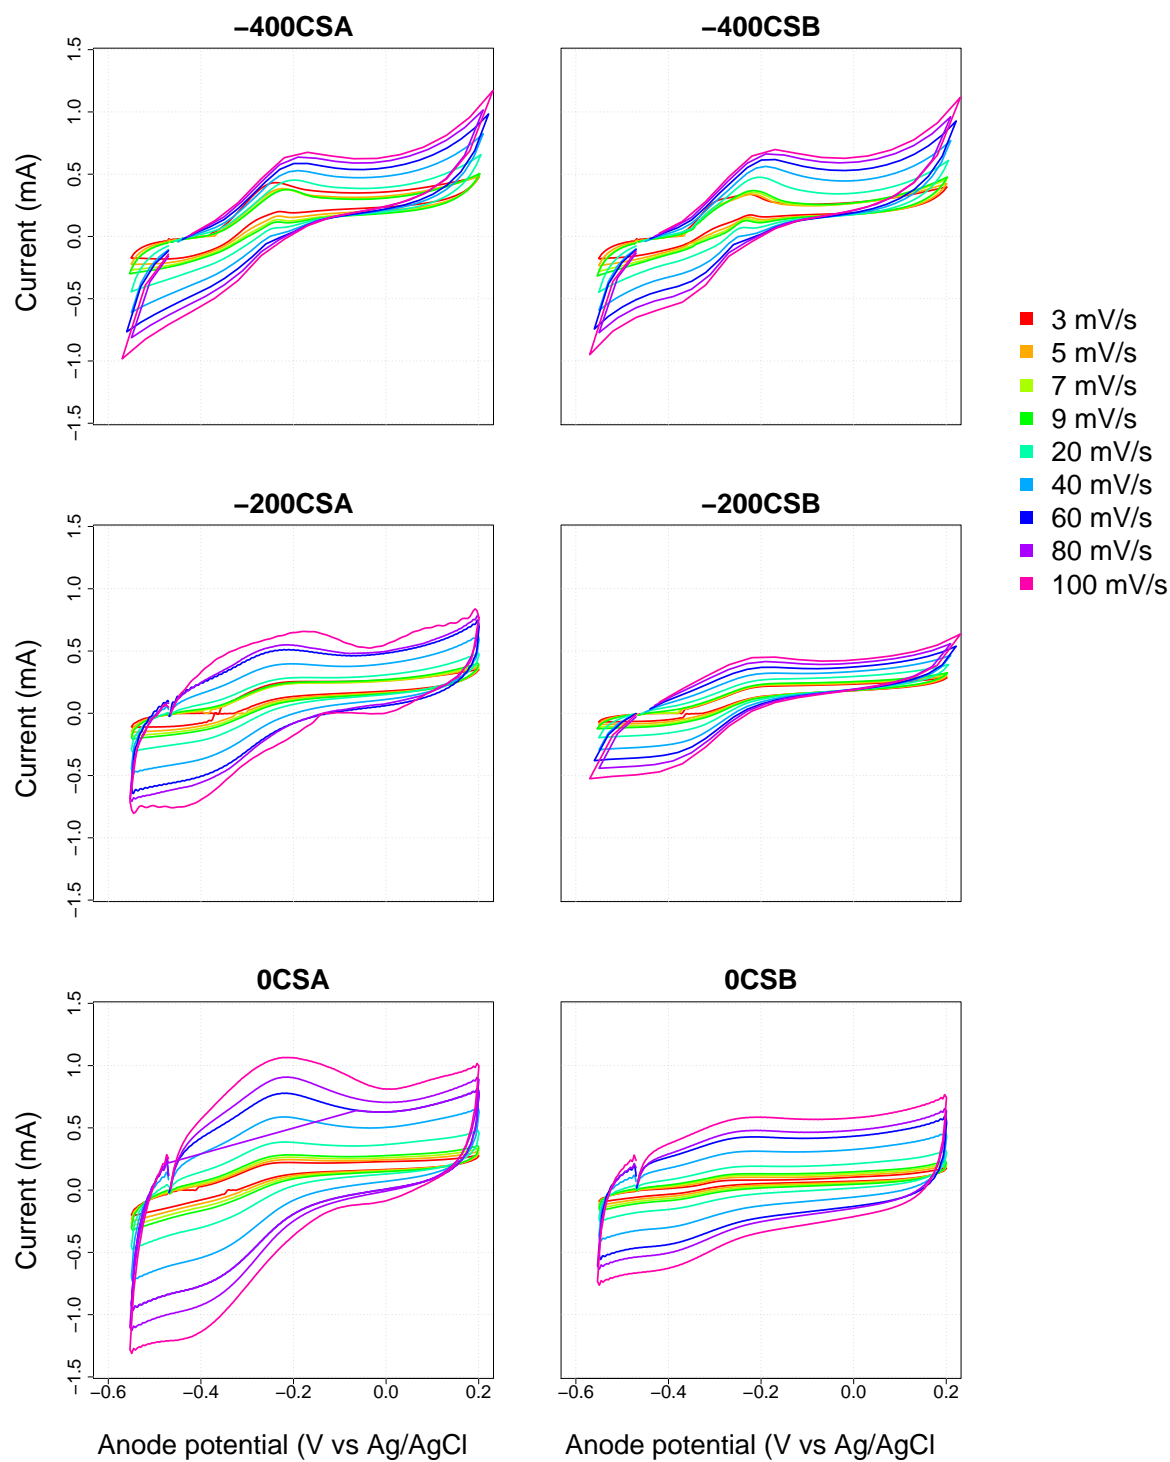 −400CSA
−400CSB
1.5
1.0
0.5
0.0
−0.5
−1.0
−1.5
Current (mA)
3 mV/s
5 mV/s
7 mV/s
9 mV/s
20 mV/s
40 mV/s
60 mV/s
80 mV/s
100 mV/s
−200CSA
−200CSB
1.5
1.0
0.5
0.0
−0.5
−1.0
−1.5
Current (mA)
0CSA
0CSB
1.5
1.0
0.5
0.0
−0.5
−1.0
−1.5
Current (mA)
−0.6 −0.4 −0.2 0.0 0.2
−0.6 −0.4 −0.2 0.0 0.2
Anode potential (V vs Ag/AgCl
Anode potential (V vs Ag/AgCl